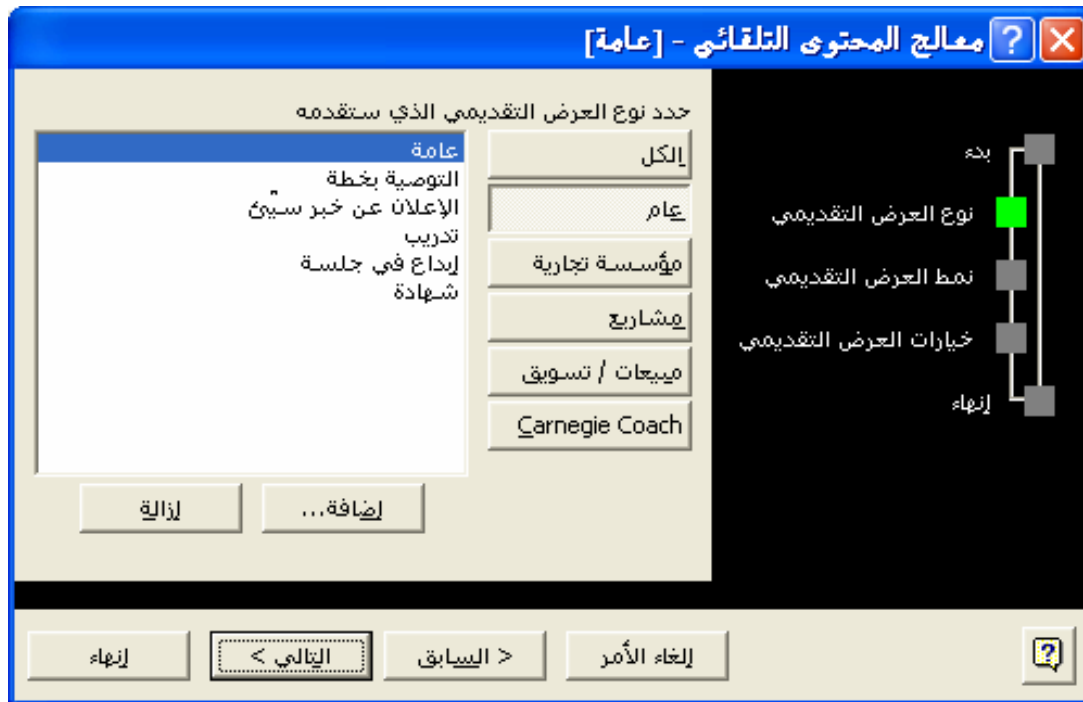 معالج المحتوى التلقائي - [عامة]
بدء
نوع العرض التقديمي
نمط العرض التقديمي
خيارات العرض التقديمي
إنهاء
حدد نوع العرض التقديمي الذي ستقدمه
الكل
عام
مؤسسة تجارية
مشاريع
مبيعات / تسويق
Carnegie Coach
عامة
التوصية بخطة
الإعلان عن خبر سيّئ
تدريب
إبداع في جلسة
شهادة
إضافة...
إزالة
إلغاء الأمر
< السابق
التالي >
إنهاء